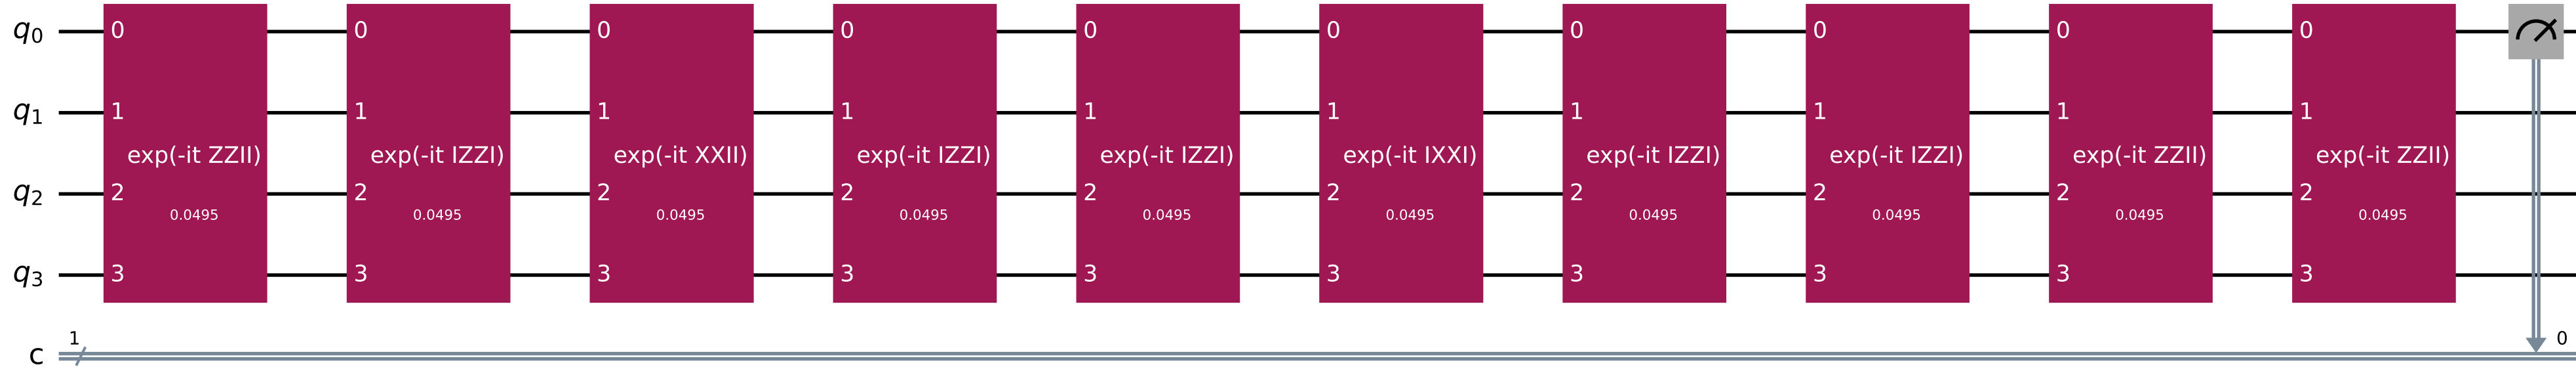 q0 0 0 0 0 0 0 0 0 0 0
q1 1 1 1 1 1 1 1 1 1 1
exp(-it ZZII) exp(-it IZZI) exp(-it XXII) exp(-it IZZI) exp(-it IZZI) exp(-it IXXI) exp(-it IZZI) exp(-it IZZI) exp(-it ZZII) exp(-it ZZII)
q2 2 2 2 2 2 2 2 2 2 2
0.0495 0.0495 0.0495 0.0495 0.0495 0.0495 0.0495 0.0495 0.0495 0.0495
q3 3 3 3 3 3 3 3 3 3 3
1 0
c